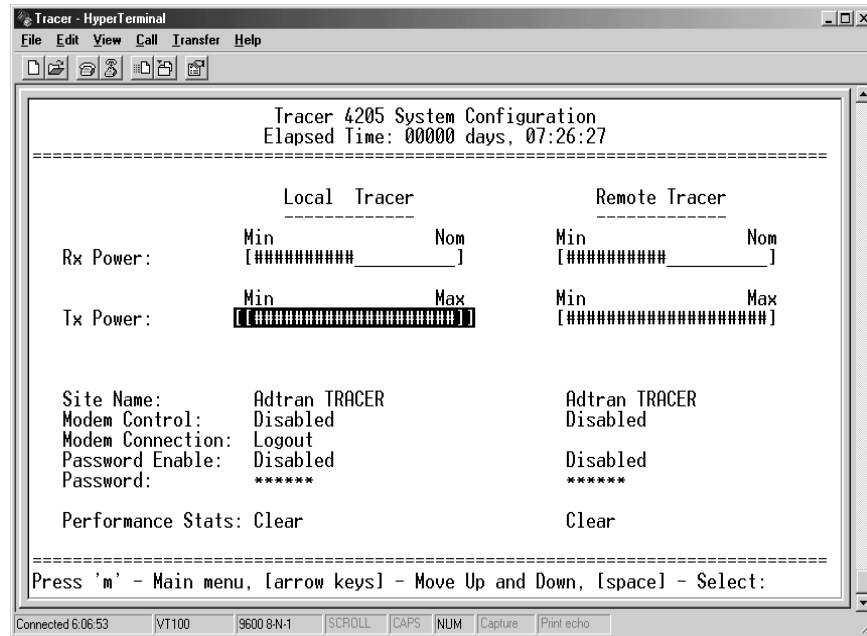 Tracer - HyperTerminal
File Edit View Call Transfer Help
Tracer 4205 System Configuration
Elapsed Time: 00000 days, 07:26:27
================================================================================
Local Tracer Remote Tracer
------------- -------------
Min Nom Min Nom
Rx Power: [##########__________] [##########__________]
Min Max Min Max
Tx Power: [[####################]] [####################]
Site Name: Adtran TRACER Adtran TRACER
Modem Control: Disabled Disabled
Modem Connection: Logout
Password Enable: Disabled Disabled
Password: ****** ******
Performance Stats: Clear Clear
================================================================================
Press 'm' - Main menu, [arrow keys] - Move Up and Down, [space] - Select:
Connected 6:06:53 VT100 9600 8-N-1 SCROLL CAPS NUM Capture Print echo